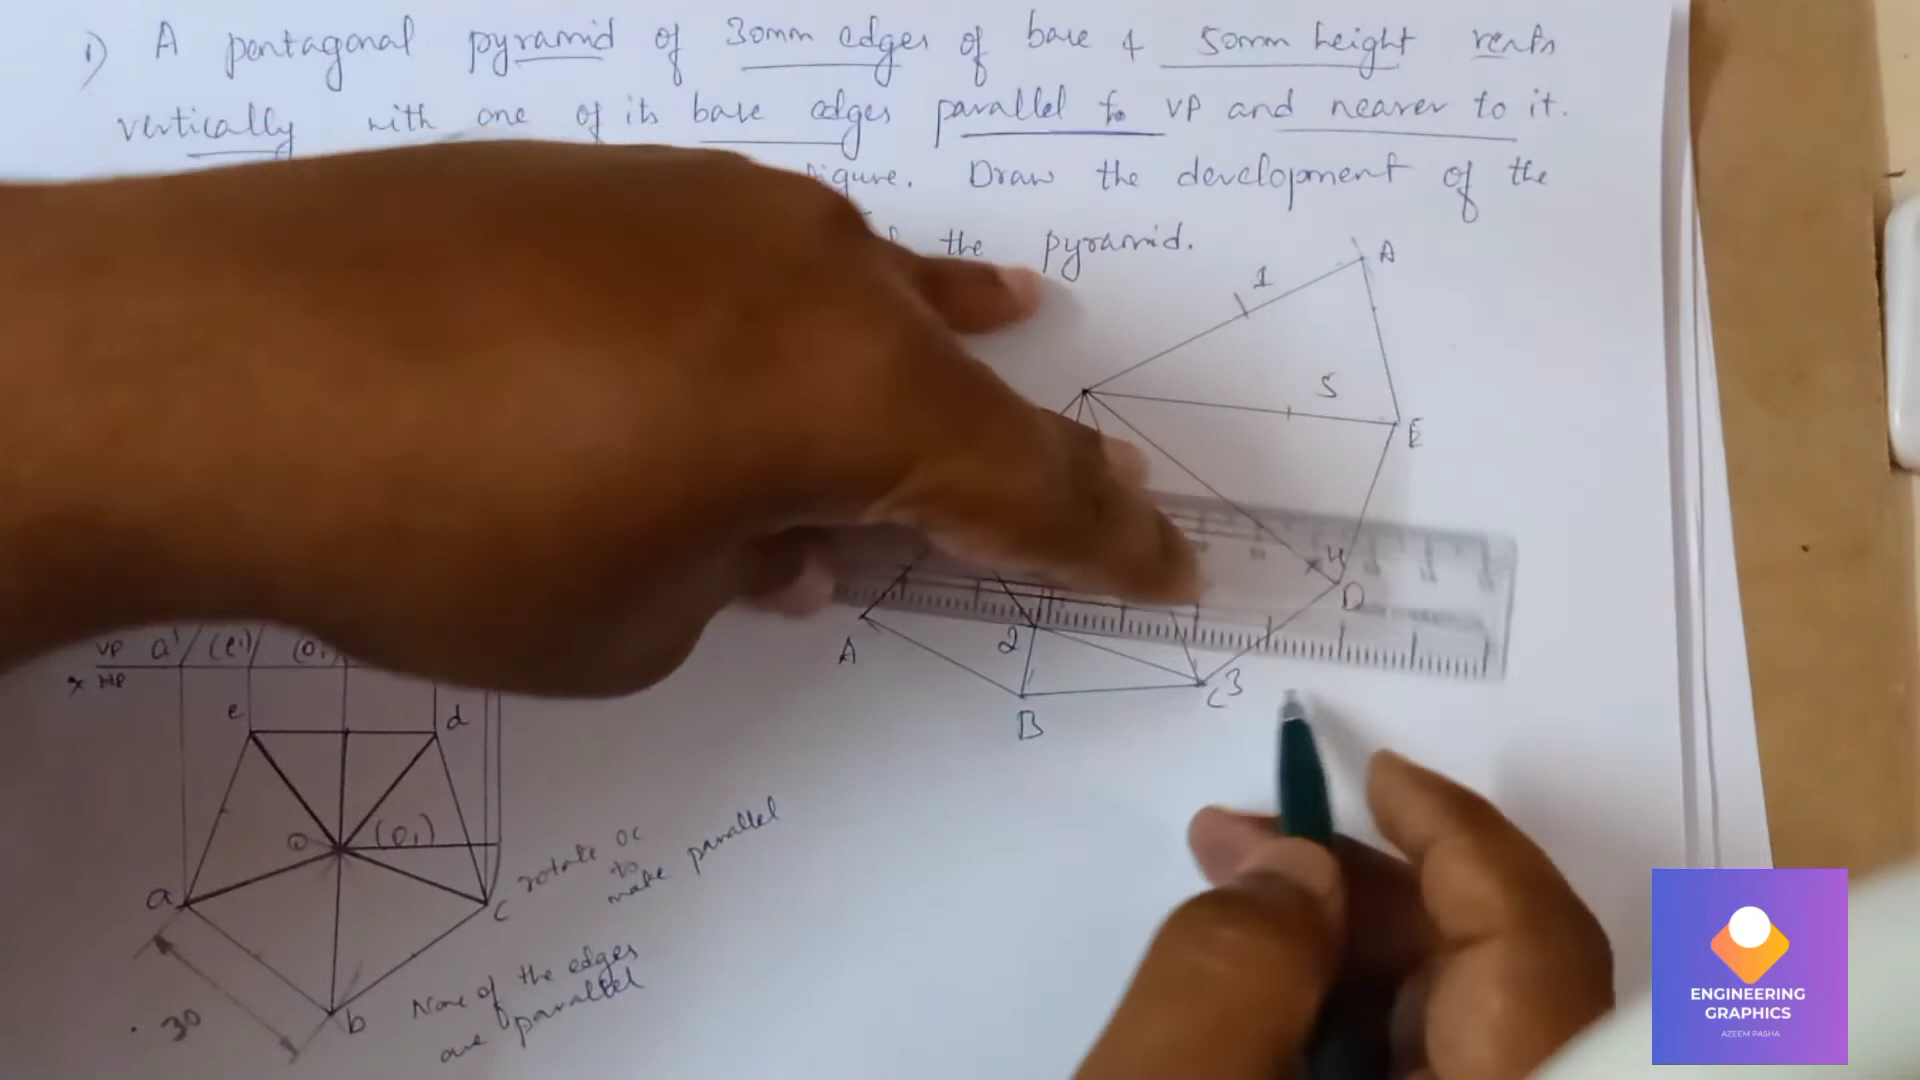 1) A pentagonal pyramid of 30mm edges of base & 50mm height rests
vertically with one of its base edges parallel to VP and nearer to it.
figure. Draw the development of the
the pyramid.
A
1
S
E
4
D
2
A
3
C
B
VP a' (e') (o₁
X HP
e
d
o
(o₁)
a
c
b
30
rotate oc
to
make parallel
None of the edges
are parallel
ENGINEERING
GRAPHICS
AZEEM PASHA